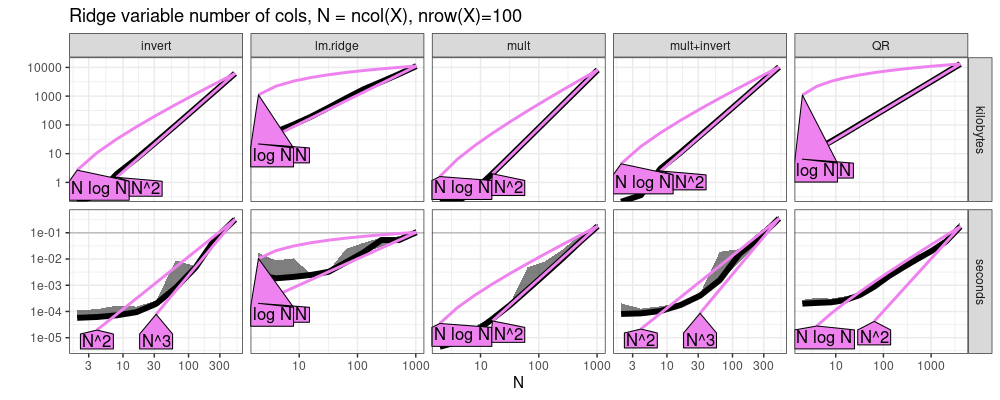 Ridge variable number of cols, N = ncol(X), nrow(X)=100
invert lm.ridge mult mult+invert QR
10000
1000
100
10
1
kilobytes
N log N N^2 log N N N log N N^2 N log N N^2 log N N
1e-01
1e-02
1e-03
1e-04
1e-05
seconds
N^2 N^3 log N N N log N N^2 N^2 N^3 N log N N^2
3 10 30 100 300 10 100 1000 10 100 1000 3 10 30 100 300 10 100 1000
N